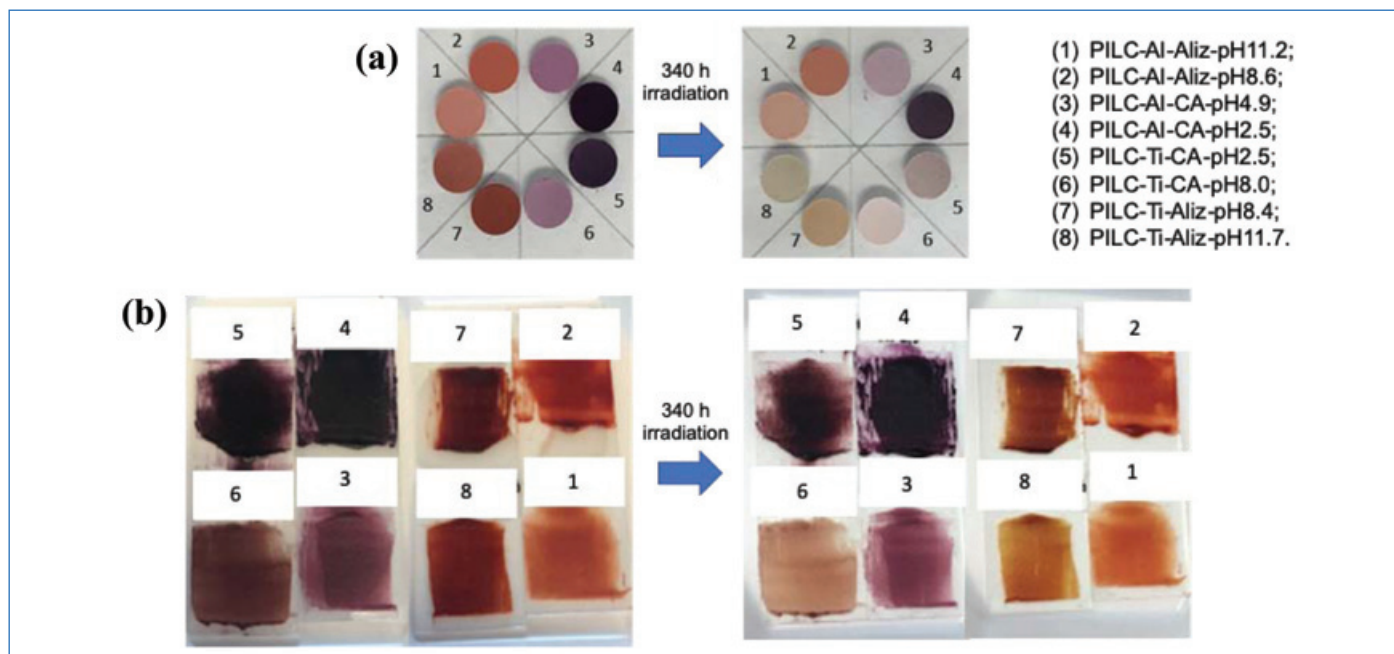 (a)
2 3
1 4
8 5
7 6
340 h
irradiation
2 3
1 4
8 5
7 6
(1) PILC-Al-Aliz-pH11.2;
(2) PILC-Al-Aliz-pH8.6;
(3) PILC-Al-CA-pH4.9;
(4) PILC-Al-CA-pH2.5;
(5) PILC-Ti-CA-pH2.5;
(6) PILC-Ti-CA-pH8.0;
(7) PILC-Ti-Aliz-pH8.4;
(8) PILC-Ti-Aliz-pH11.7.
(b)
5 4 7 2
6 3 8 1
340 h
irradiation
5 4 7 2
6 3 8 1